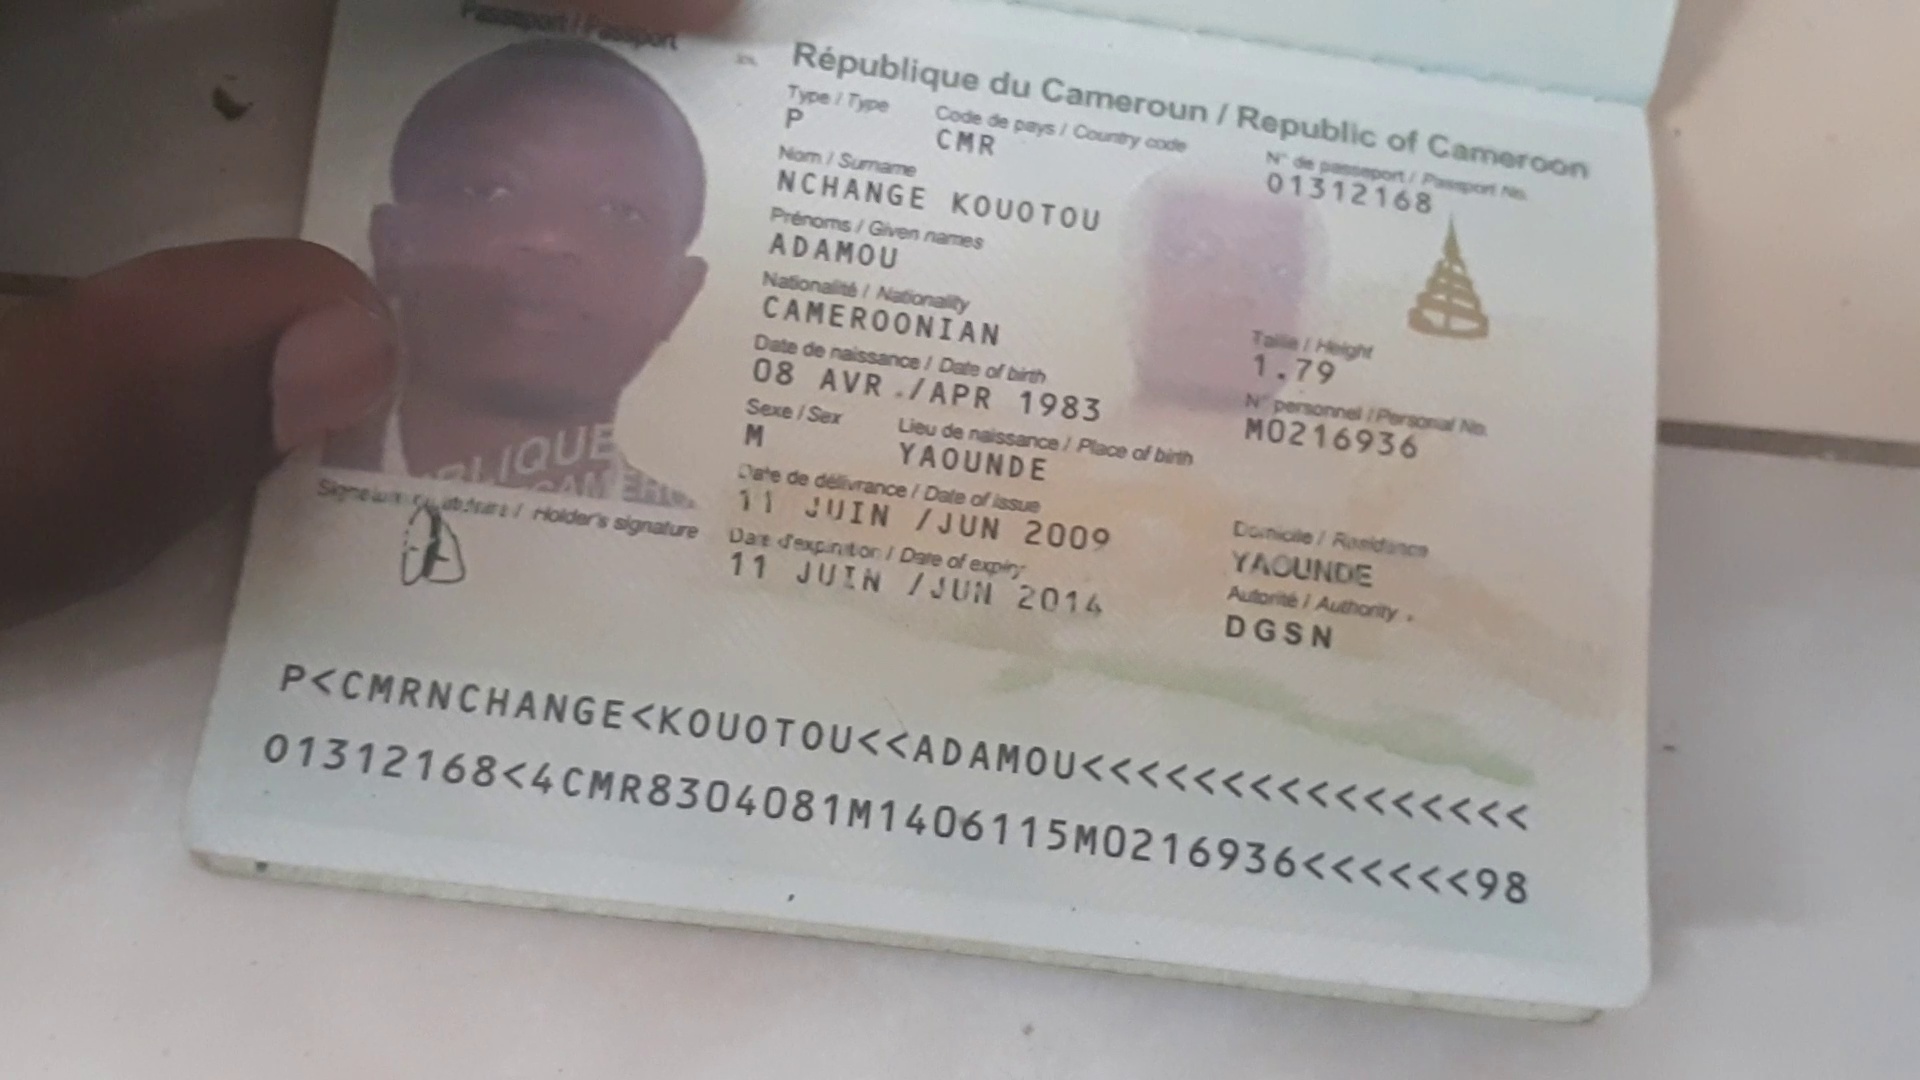 Passeport / Passport
République du Cameroun / Republic of Cameroon
Type / Type
P
Code de pays / Country code
CMR
N° de passeport / Passport No.
01312168
Nom / Surname
NCHANGE KOUOTOU
Prénoms / Given names
ADAMOU
Nationalité / Nationality
CAMEROONIAN
Taille / Height
1.79
Date de naissance / Date of birth
08 AVR ./APR 1983
N° personnel / Personal No.
M0216936
Sexe / Sex
M
Lieu de naissance / Place of birth
YAOUNDE
Date de délivrance / Date of issue
11 JUIN /JUN 2009
Domicile / Residence
YAOUNDE
Date d'expiration / Date of expiry
11 JUIN /JUN 2014
Autorité / Authority
DGSN
Holder's signature
P<CMRNCHANGE<KOUOTOU<<ADAMOU<<<<<<<<<<<<<<<<
01312168<4CMR8304081M1406115M0216936<<<<<<98